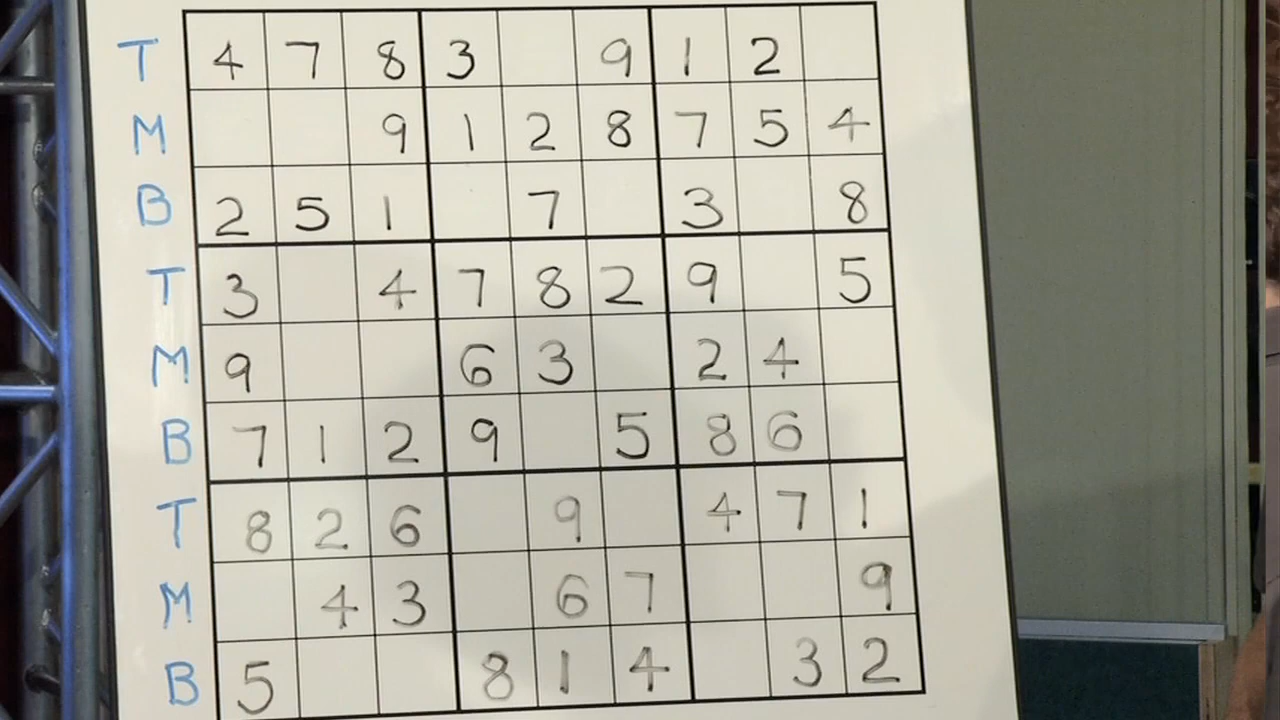 T 4 7 8 3 9 1 2
M 9 1 2 8 7 5 4
B 2 5 1 7 3 8
T 3 4 7 8 2 9 5
M 9 6 3 2 4
B 7 1 2 9 5 8 6
T 8 2 6 9 4 7 1
M 4 3 6 7 9
B 5 8 1 4 3 2